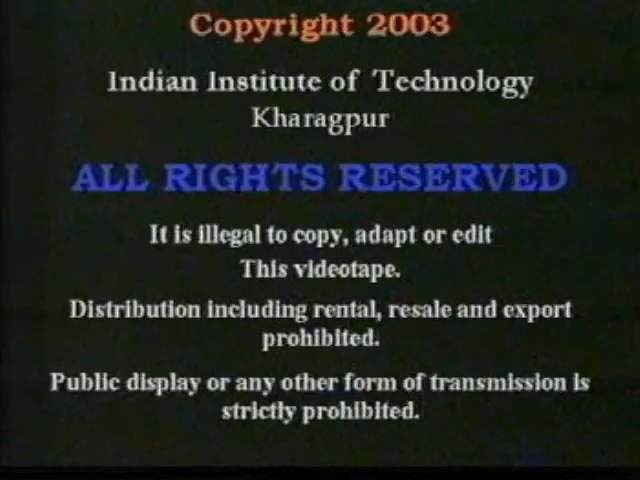 Copyright 2003
Indian Institute of Technology
Kharagpur
ALL RIGHTS RESERVED
It is illegal to copy, adapt or edit
This videotape.
Distribution including rental, resale and export
prohibited.
Public display or any other form of transmission is
strictly prohibited.